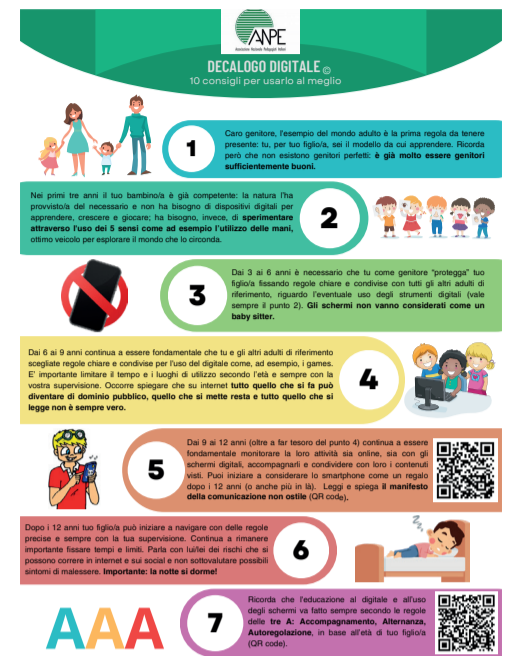 ANPE
Associazione Nazionale Pedagogisti Italiani
DECALOGO DIGITALE ©
10 consigli per usarlo al meglio
1
Caro genitore, l'esempio del mondo adulto è la prima regola da tenere
presente: tu, per tuo figlio/a, sei il modello da cui apprendere. Ricorda
però che non esistono genitori perfetti: è già molto essere genitori
sufficientemente buoni.
Nei primi tre anni il tuo bambino/a è già competente: la natura l'ha
provvisto/a del necessario e non ha bisogno di dispositivi digitali per
apprendere, crescere e giocare; ha bisogno, invece, di sperimentare
attraverso l'uso dei 5 sensi come ad esempio l'utilizzo delle mani,
ottimo veicolo per esplorare il mondo che lo circonda.
2
3
Dai 3 ai 6 anni è necessario che tu come genitore "protegga" tuo
figlio/a fissando regole chiare e condivise con tutti gli altri adulti di
riferimento, riguardo l'eventuale uso degli strumenti digitali (vale
sempre il punto 2). Gli schermi non vanno considerati come un
baby sitter.
Dai 6 ai 9 anni continua a essere fondamentale che tu e gli altri adulti di riferimento
scegliate regole chiare e condivise per l'uso del digitale come, ad esempio, i games.
E' importante limitare il tempo e i luoghi di utilizzo secondo l'età e sempre con la
vostra supervisione. Occorre spiegare che su internet tutto quello che si fa può
diventare di dominio pubblico, quello che si mette resta e tutto quello che si
legge non è sempre vero.
4
5
Dai 9 ai 12 anni (oltre a far tesoro del punto 4) continua a essere
fondamentale monitorare la loro attività sia online, sia con gli
schermi digitali, accompagnarli e condividere con loro i contenuti
visti. Puoi iniziare a considerare lo smartphone come un regalo
dopo i 12 anni (o anche più in là). Leggi e spiega il manifesto
della comunicazione non ostile (QR code),
Dopo i 12 anni tuo figlio/a può iniziare a navigare con delle regole
precise e sempre con la tua supervisione. Continua a rimanere
importante fissare tempi e limiti. Parla con lui/lei dei rischi che si
possono correre in internet e sui social e non sottovalutare possibili
sintomi di malessere. Importante: la notte si dorme!
6
AAA
7
Ricorda che l'educazione al digitale e all'uso
degli schermi va fatto sempre secondo le regole
delle tre A: Accompagnamento, Alternanza,
Autoregolazione, in base all'età di tuo figlio/a
(QR code).